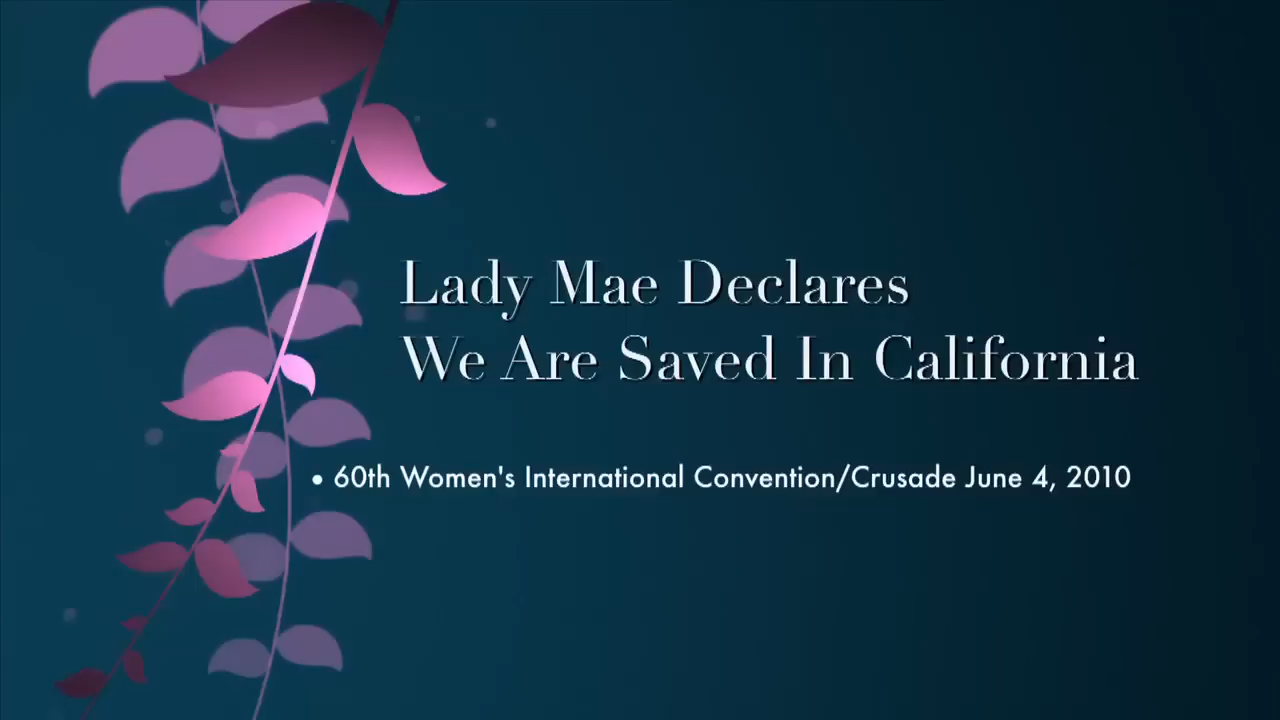 Lady Mae Declares
We Are Saved In California
• 60th Women's International Convention/Crusade June 4, 2010